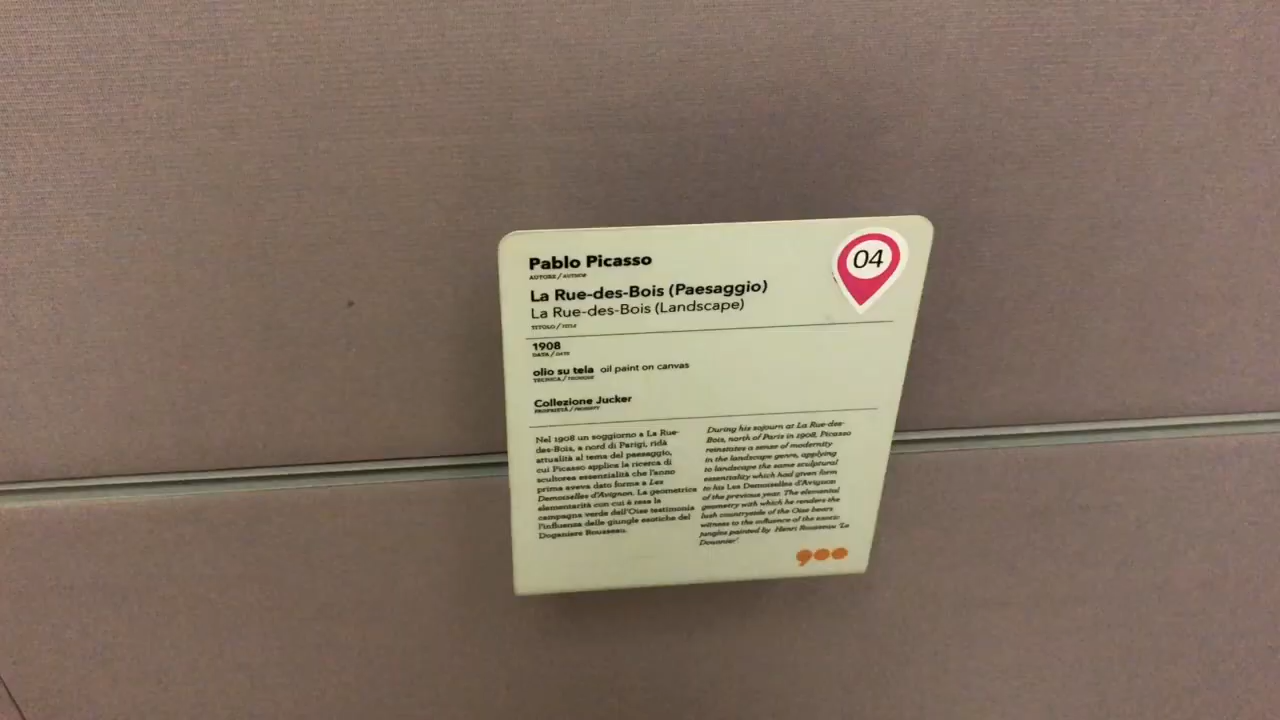 Pablo Picasso
AUTORE / AUTHOR
04
La Rue-des-Bois (Paesaggio)
La Rue-des-Bois (Landscape)
TITOLO / TITLE
1908
DATA / DATE
olio su tela oil paint on canvas
TECNICA /
Collezione Jucker
PROPRIETÀ / PROPERTY
Nel 1908 un soggiorno a La Rue-
des-Bois, a nord di Parigi, ridà
attualità al tema del paesaggio,
cui Picasso applica la ricerca di
scultorea essenzialità che l'anno
prima aveva dato forma a Les
Demoiselles d'Avignon. La geometrica
elementarità con cui è resa la
campagna verde dell'Oise testimonia
l'influenza delle giungle esotiche del
Doganiere Rousseau.
During his sojourn at La Rue-des-
Bois, north of Paris in 1908, Picasso
reinstates a sense of modernity
in the landscape genre, applying
to landscape the same sculptural
essentiality which had given form
to his Les Demoiselles d'Avignon
of the previous year. The elemental
geometry with which he renders the
lush countryside of the Oise bears
witness to the influence of the exotic
jungles painted by Henri Rousseau 'Le
Douanier'.
900